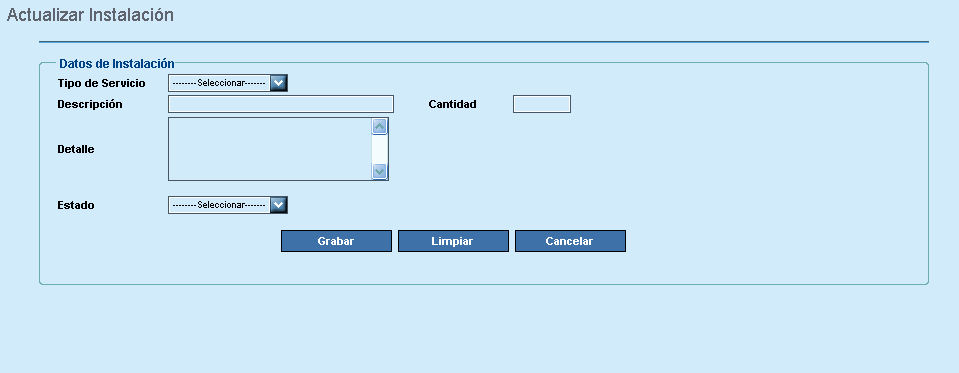 Actualizar Instalación
Datos de Instalación
Tipo de Servicio --------Seleccionar-------
Descripción Cantidad
Detalle
Estado --------Seleccionar-------
Grabar Limpiar Cancelar